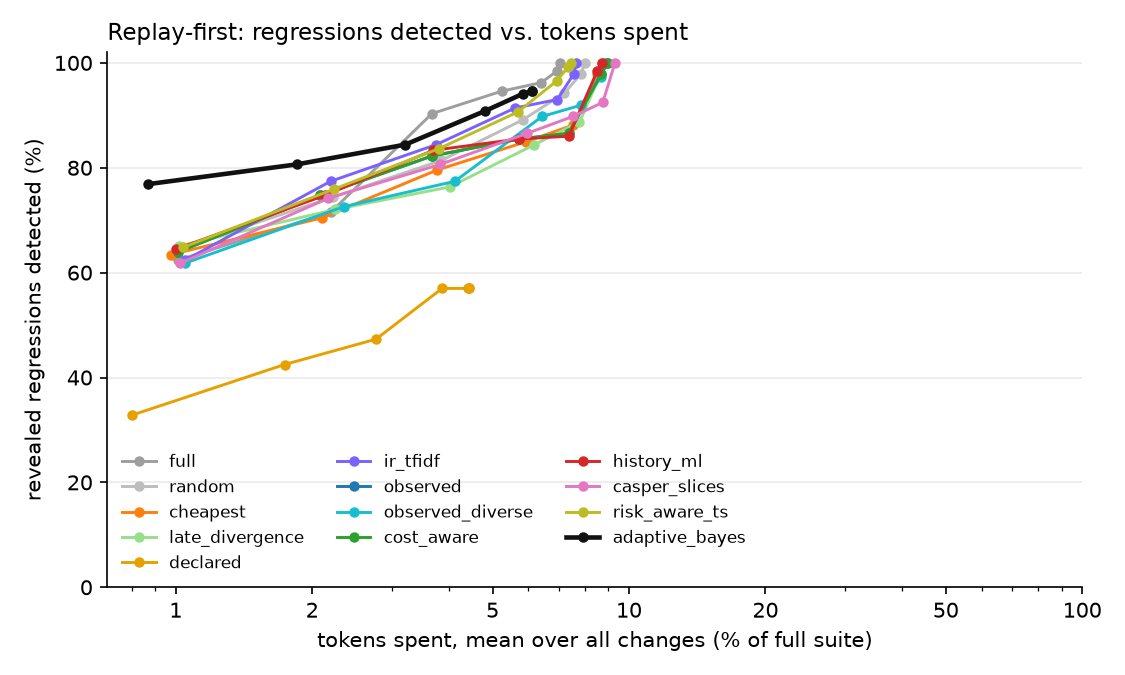 Replay-first: regressions detected vs. tokens spent
revealed regressions detected (%)
100
80
60
40
20
0
full
random
cheapest
late_divergence
declared
ir_tfidf
observed
observed_diverse
cost_aware
history_ml
casper_slices
risk_aware_ts
adaptive_bayes
1 2 5 10 20 50 100
tokens spent, mean over all changes (% of full suite)